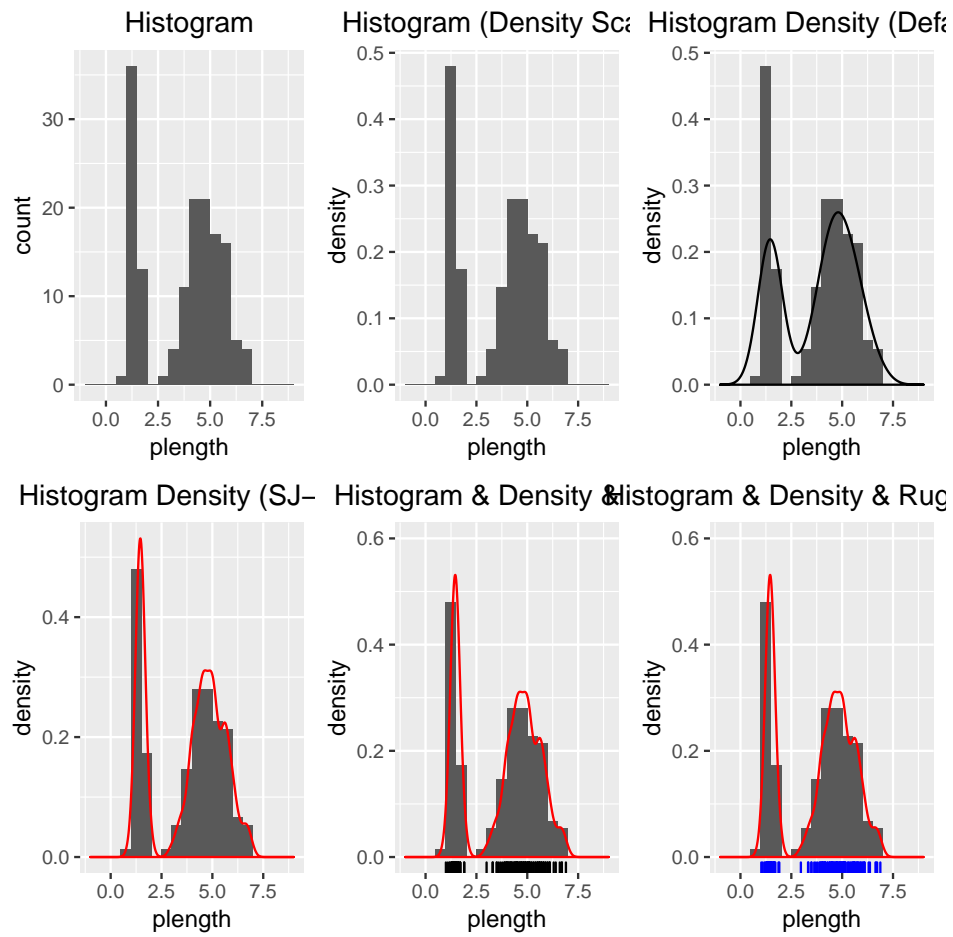 Histogram
count
30
20
10
0
0.0 2.5 5.0 7.5
plength
Histogram (Density Sca
density
0.5
0.4
0.3
0.2
0.1
0.0
0.0 2.5 5.0 7.5
plength
Histogram Density (Defa
density
0.5
0.4
0.3
0.2
0.1
0.0
0.0 2.5 5.0 7.5
plength
Histogram Density (SJ–
density
0.4
0.2
0.0
0.0 2.5 5.0 7.5
plength
Histogram & Density &
density
0.6
0.4
0.2
0.0
0.0 2.5 5.0 7.5
plength
Histogram & Density & Rug
density
0.6
0.4
0.2
0.0
0.0 2.5 5.0 7.5
plength